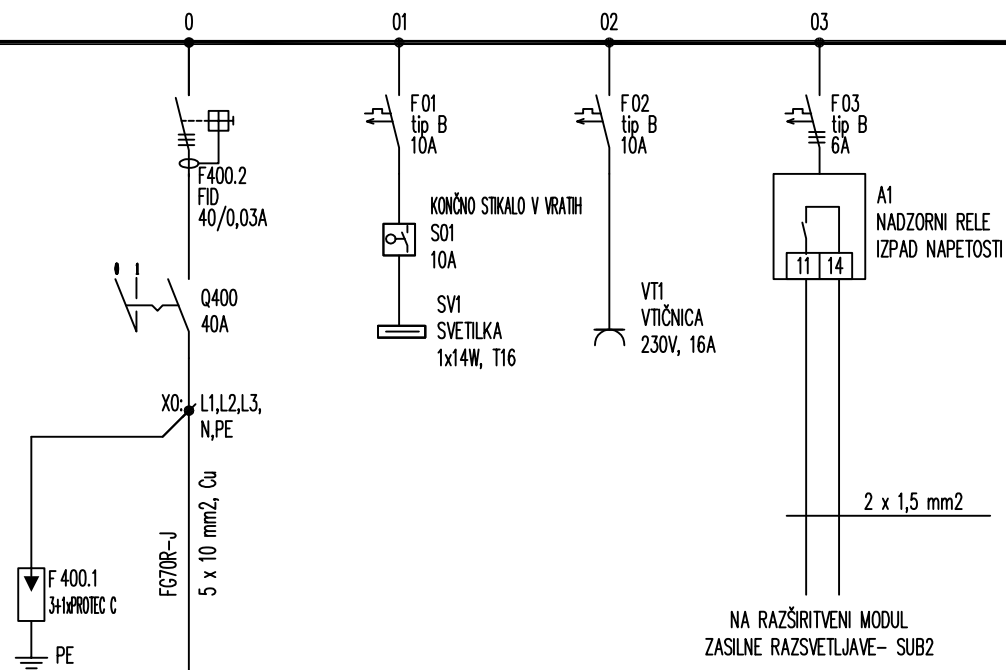 0
01
02
03
F400.2
FID
40/0,03A
0 1
Q400
40A
X0: L1,L2,L3,
N,PE
FG70R-J
5 x 10 mm2, Cu
F 400.1
3+1xPROTEC C
PE
F01
tip B
10A
KONČNO STIKALO V VRATIH
S01
10A
SV1
SVETILKA
1x14W, T16
F02
tip B
10A
VT1
VTIČNICA
230V, 16A
F03
tip B
6A
A1
NADZORNI RELE
IZPAD NAPETOSTI
11 14
2 x 1,5 mm2
NA RAZŠIRITVENI MODUL
ZASILNE RAZSVETLJAVE- SUB2